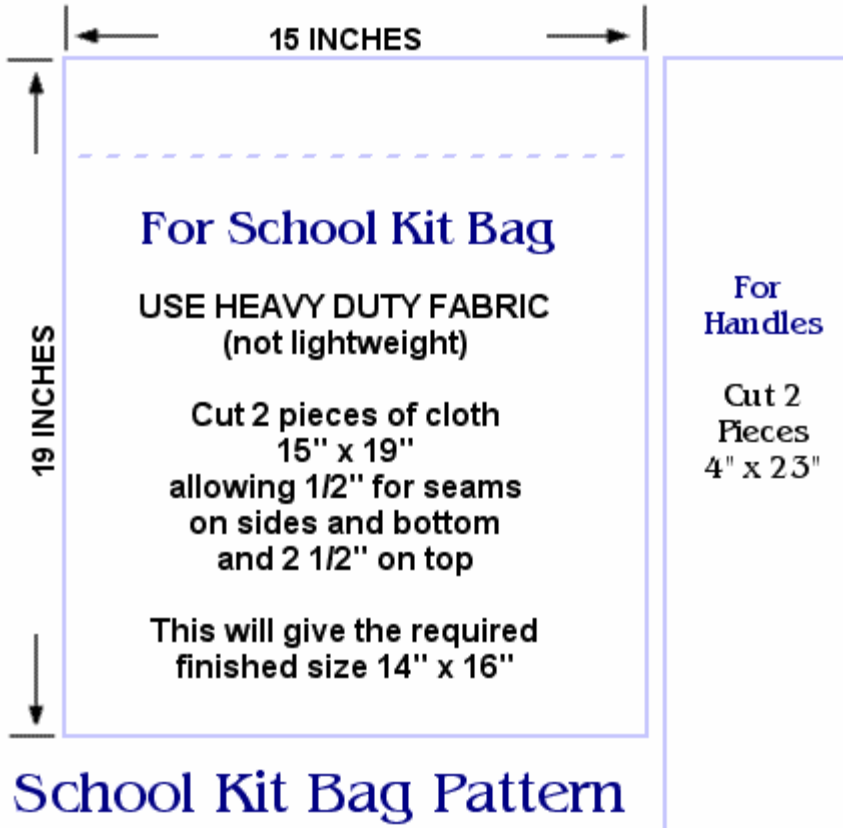 15 INCHES
19 INCHES
For School Kit Bag
USE HEAVY DUTY FABRIC
(not lightweight)
Cut 2 pieces of cloth
15" x 19"
allowing 1/2" for seams
on sides and bottom
and 2 1/2" on top
This will give the required
finished size 14" x 16"
For
Handles
Cut 2
Pieces
4" x 23"
School Kit Bag Pattern